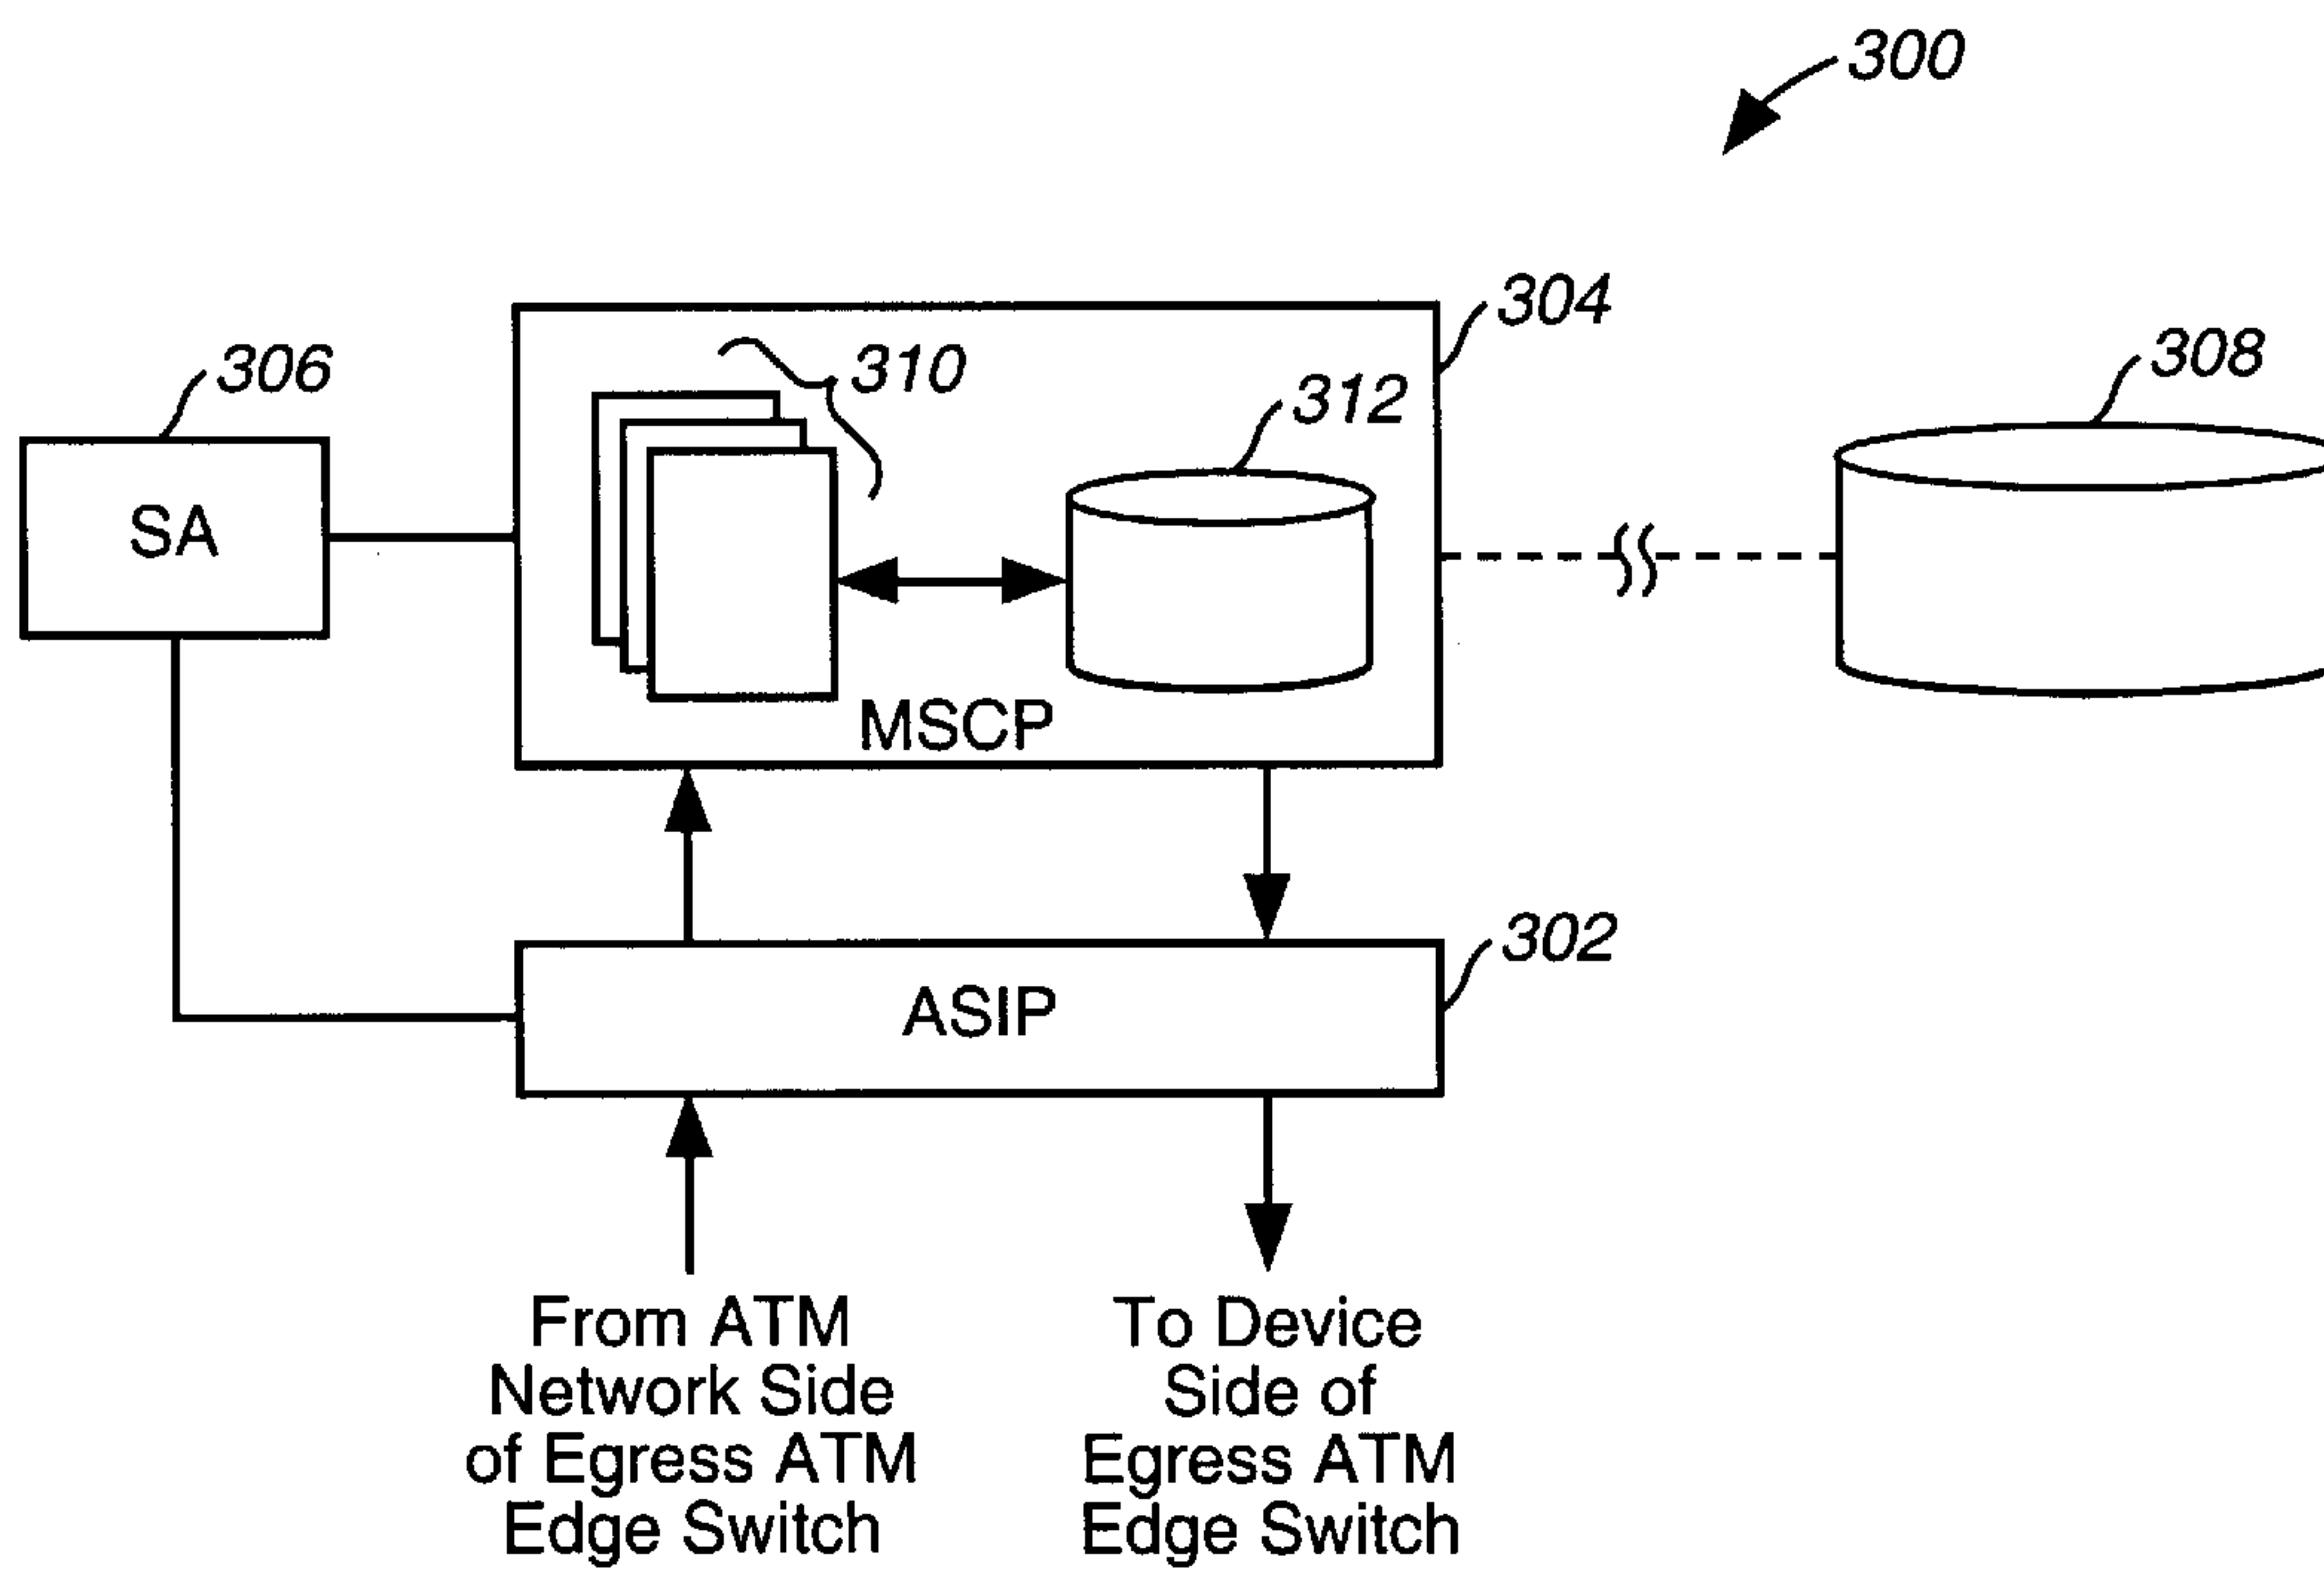 300
304
306
310
308
312
SA
MSCP
302
ASIP
From ATM
Network Side
of Egress ATM
Edge Switch
To Device
Side of
Egress ATM
Edge Switch